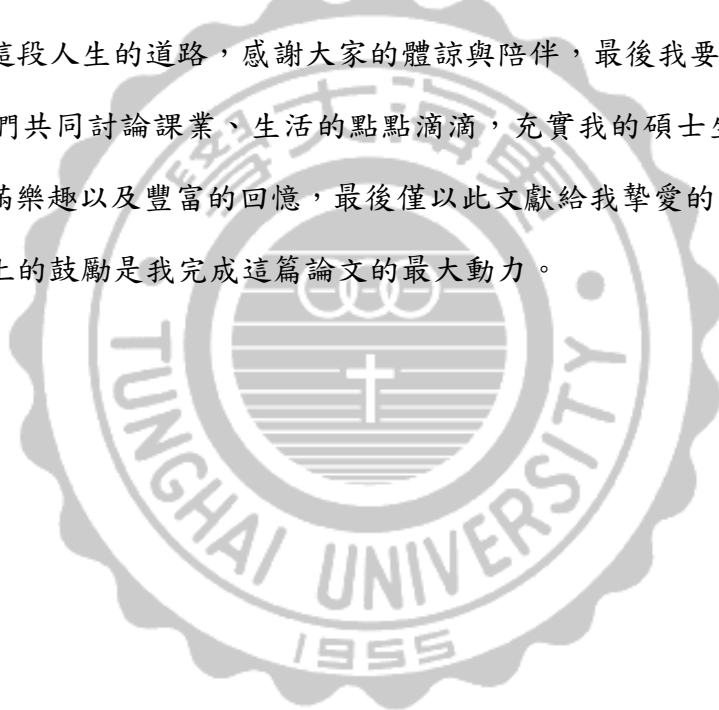 這段人生的道路，感謝大家的體諒與陪伴，最後我要
們共同討論課業、生活的點點滴滴，充實我的碩士生
滿樂趣以及豐富的回憶，最後僅以此文獻給我摯愛的
上的鼓勵是我完成這篇論文的最大動力。
學大海東
TUNGHAI UNIVERSITY
1955